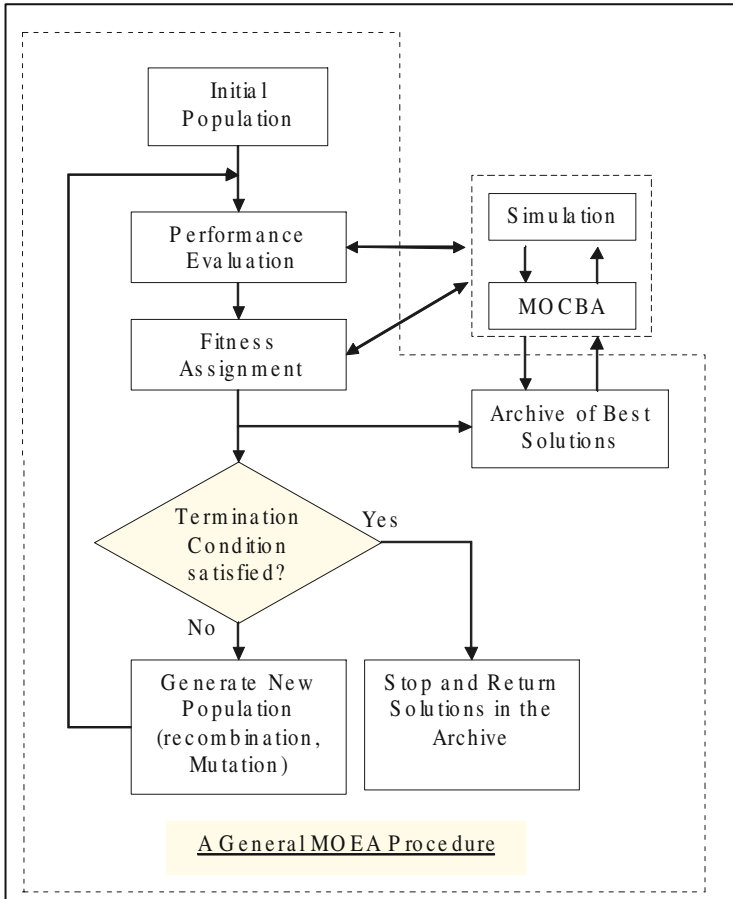 Initial
Population
Performance
Evaluation
Simulation
MOCBA
Fitness
Assignment
Archive of Best
Solutions
Termination
Condition
satisfied?
Yes
No
Generate New
Population
(recombination,
Mutation)
Stop and Return
Solutions in the
Archive
A General MOEA Procedure